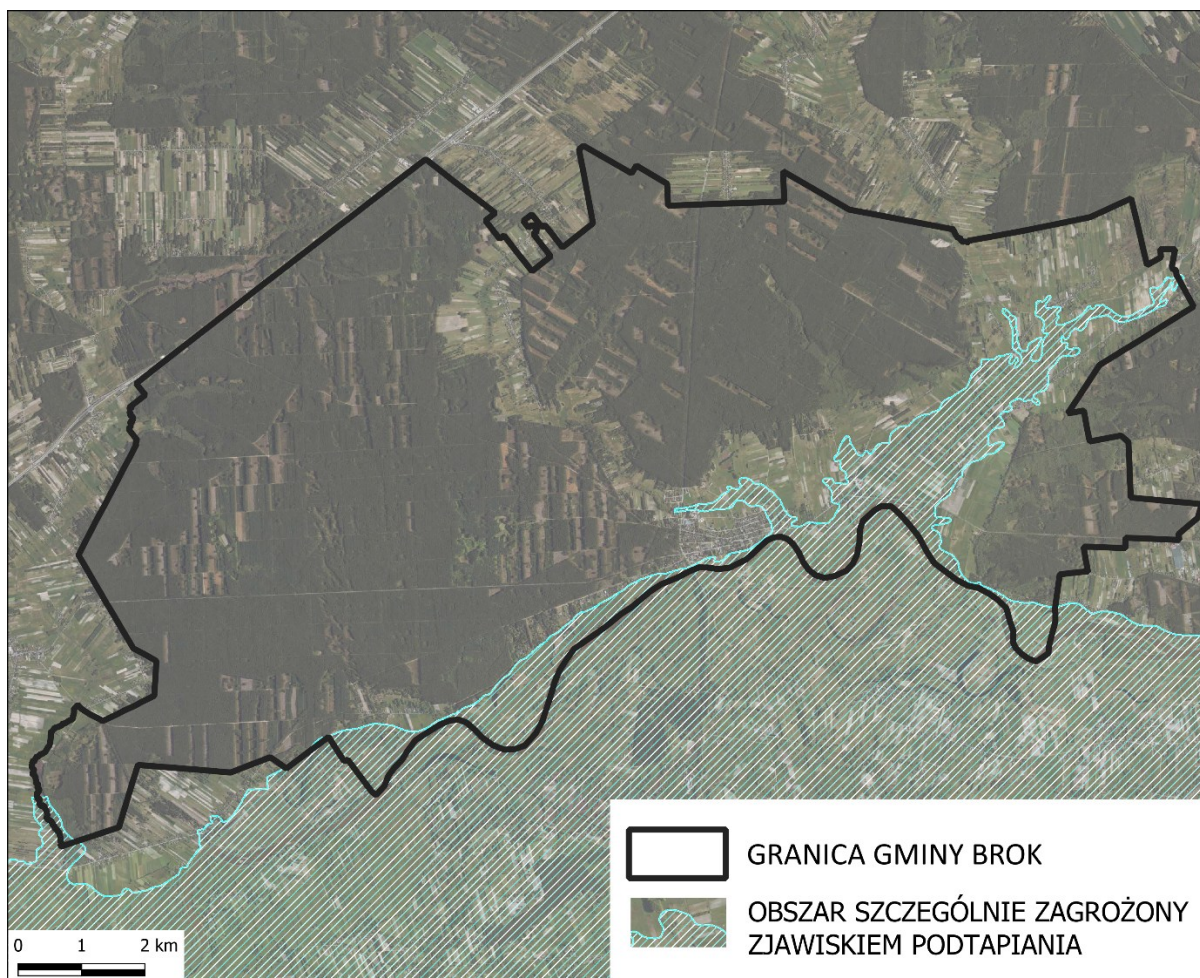 GRANICA GMINY BROK
OBSZAR SZCZEGÓLNIE ZAGROŻONY
ZJAWISKIEM PODTAPIANIA
0 1 2 km